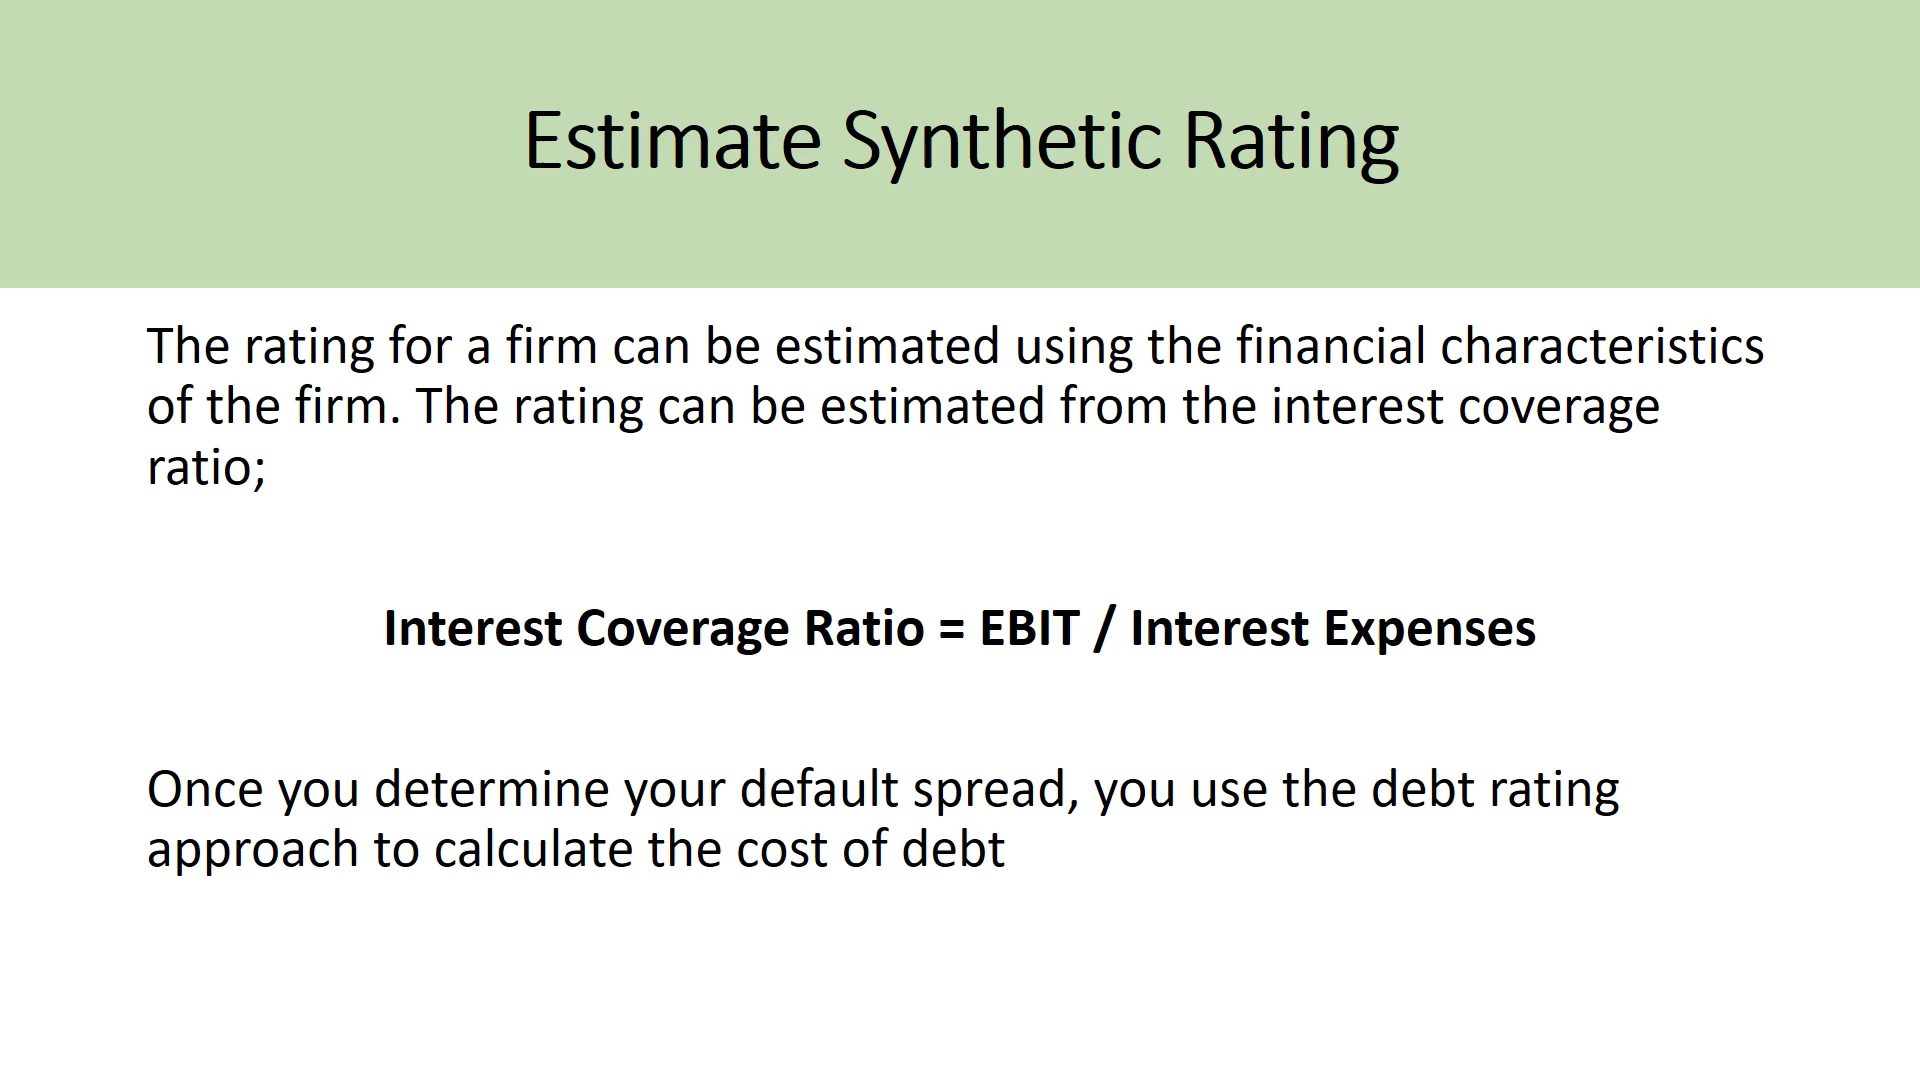 Estimate Synthetic Rating
The rating for a firm can be estimated using the financial characteristics
of the firm. The rating can be estimated from the interest coverage
ratio;
Interest Coverage Ratio = EBIT / Interest Expenses
Once you determine your default spread, you use the debt rating
approach to calculate the cost of debt